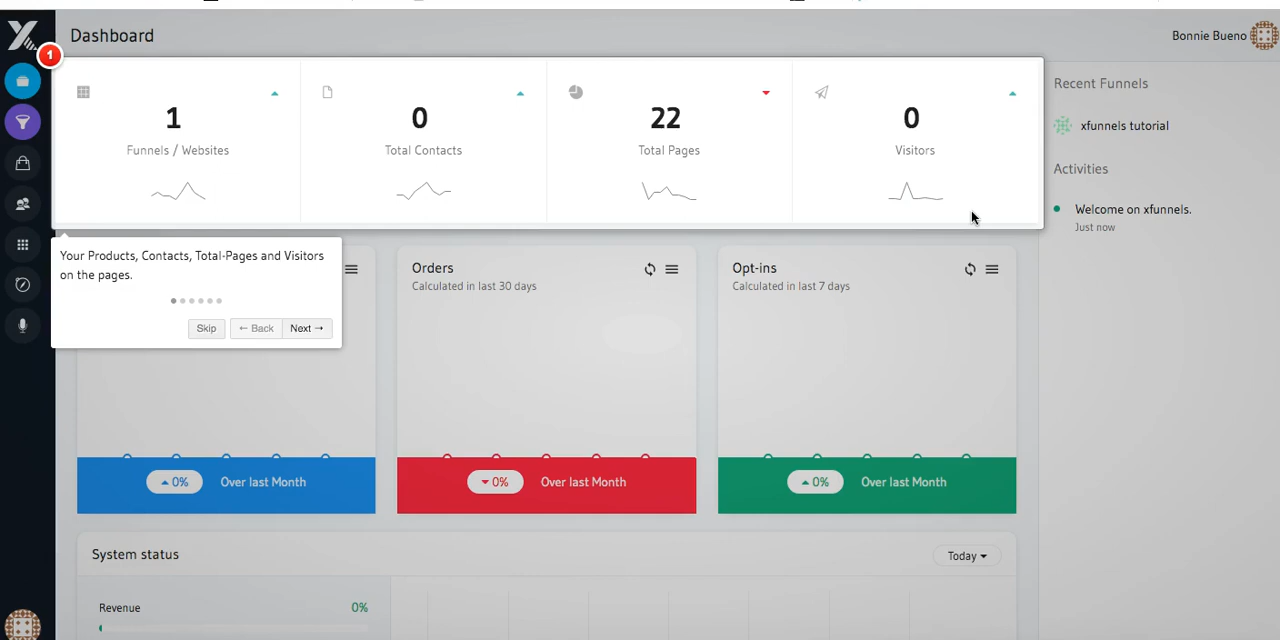 Dashboard
Bonnie Bueno
1
1
Funnels / Websites
0
Total Contacts
22
Total Pages
0
Visitors
Recent Funnels
xfunnels tutorial
Activities
Welcome on xfunnels.
Just now
Your Products, Contacts, Total-Pages and Visitors
on the pages.
Skip
← Back
Next →
Orders
Calculated in last 30 days
Opt-ins
Calculated in last 7 days
0%
Over last Month
0%
Over last Month
0%
Over last Month
System status
Today
Revenue
0%